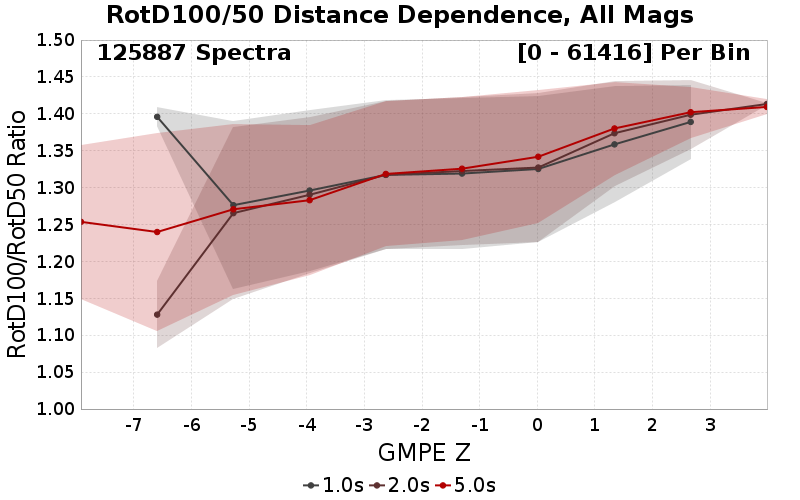 RotD100/50 Distance Dependence, All Mags
125887 Spectra
[0 - 61416] Per Bin
RotD100/RotD50 Ratio
1.50
1.45
1.40
1.35
1.30
1.25
1.20
1.15
1.10
1.05
1.00
-7 -6 -5 -4 -3 -2 -1 0 1 2 3
GMPE Z
1.0s 2.0s 5.0s